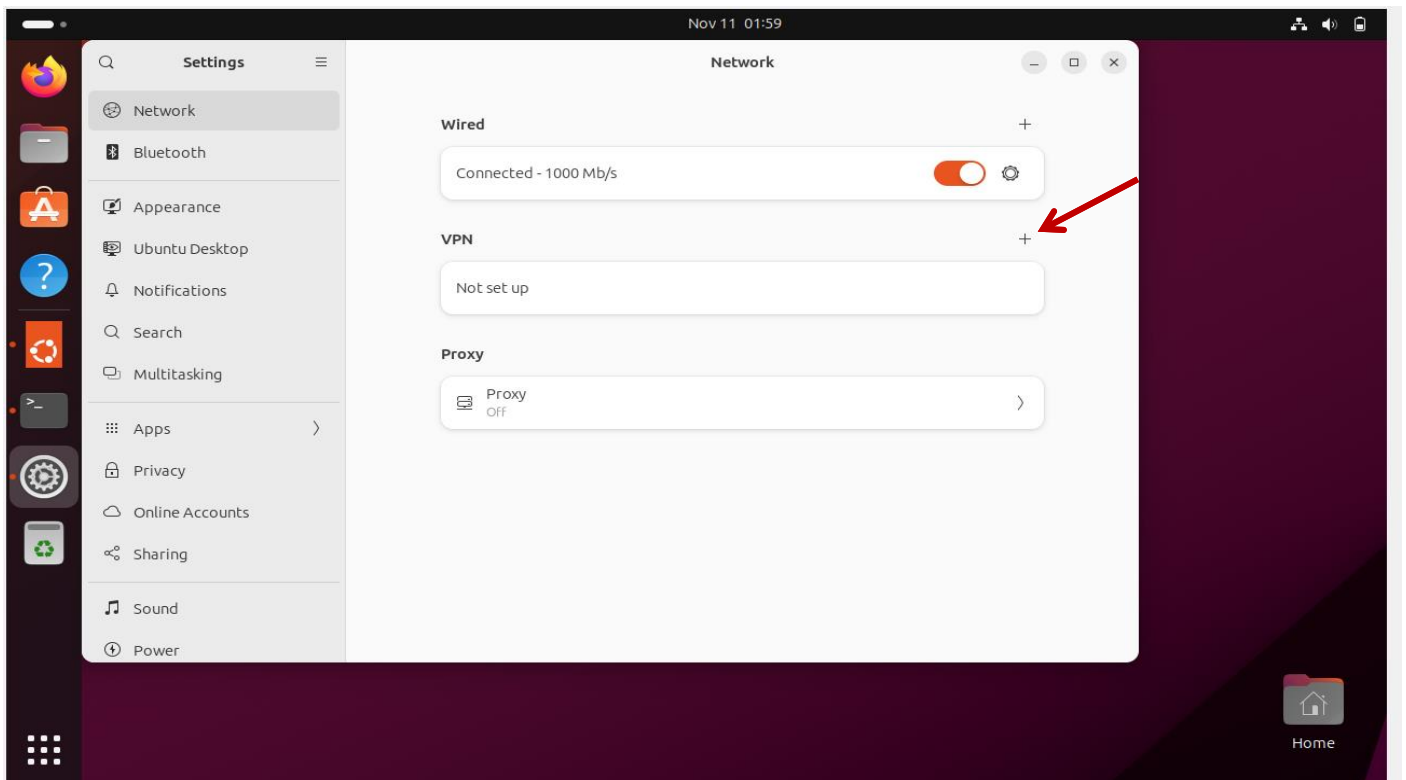 Nov 11 01:59
Settings
Network
Network
Bluetooth
Appearance
Ubuntu Desktop
Notifications
Search
Multitasking
Apps
Privacy
Online Accounts
Sharing
Sound
Power
Wired
Connected - 1000 Mb/s
VPN
Not set up
Proxy
Proxy
Off
Home